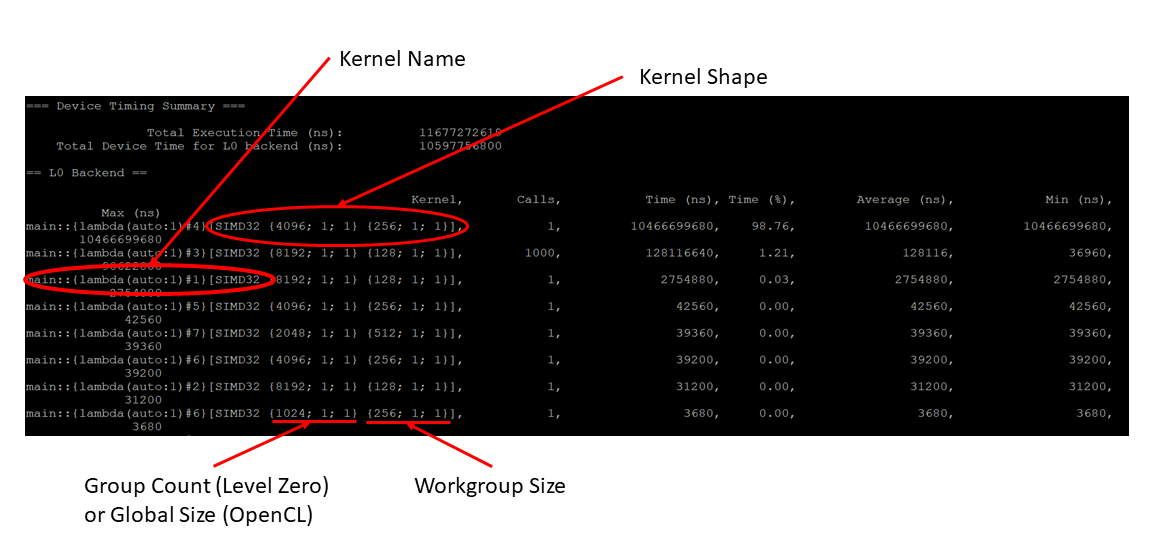 Kernel Name
Kernel Shape
=== Device Timing Summary ===
Total Execution Time (ns): 11677272610
Total Device Time for L0 backend (ns): 10597756800
== L0 Backend ==
Kernel, Calls, Time (ns), Time (%), Average (ns), Min (ns),
Max (ns)
main::{lambda(auto:1)#4}[SIMD32 {4096; 1; 1} {256; 1; 1}], 1, 10466699680, 98.76, 10466699680, 10466699680,
10466699680
main::{lambda(auto:1)#3}[SIMD32 {8192; 1; 1} {128; 1; 1}], 1000, 128116640, 1.21, 128116, 36960,
main::{lambda(auto:1)#1}[SIMD32 {8192; 1; 1} {128; 1; 1}], 1, 2754880, 0.03, 2754880, 2754880,
2754880
main::{lambda(auto:1)#5}[SIMD32 {4096; 1; 1} {256; 1; 1}], 1, 42560, 0.00, 42560, 42560,
42560
main::{lambda(auto:1)#7}[SIMD32 {2048; 1; 1} {512; 1; 1}], 1, 39360, 0.00, 39360, 39360,
39360
main::{lambda(auto:1)#6}[SIMD32 {4096; 1; 1} {256; 1; 1}], 1, 39200, 0.00, 39200, 39200,
39200
main::{lambda(auto:1)#2}[SIMD32 {8192; 1; 1} {128; 1; 1}], 1, 31200, 0.00, 31200, 31200,
31200
main::{lambda(auto:1)#6}[SIMD32 {1024; 1; 1} {256; 1; 1}], 1, 3680, 0.00, 3680, 3680,
3680
Group Count (Level Zero)
or Global Size (OpenCL)
Workgroup Size